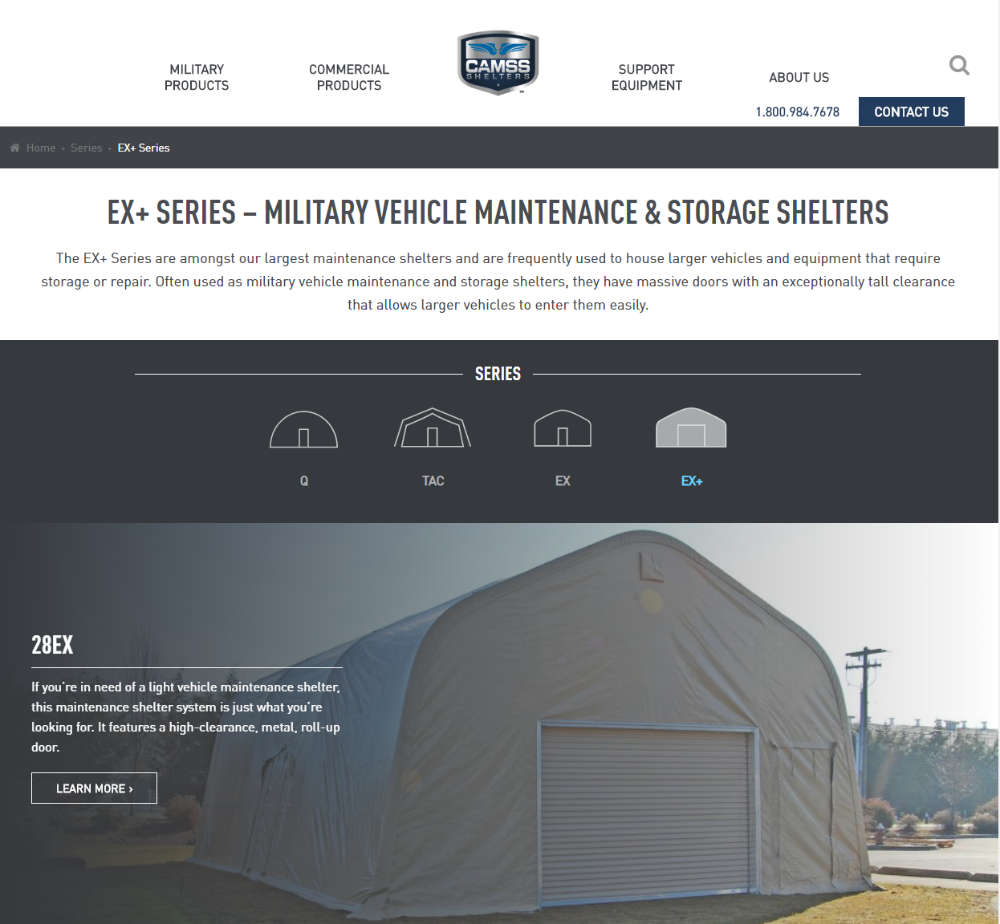 MILITARY
PRODUCTS
COMMERCIAL
PRODUCTS
CAMSS
SHELTERS
™
SUPPORT
EQUIPMENT
ABOUT US
1.800.984.7678
CONTACT US
Home
Series
EX+ Series
EX+ SERIES – MILITARY VEHICLE MAINTENANCE & STORAGE SHELTERS
The EX+ Series are amongst our largest maintenance shelters and are frequently used to house larger vehicles and equipment that require
storage or repair. Often used as military vehicle maintenance and storage shelters, they have massive doors with an exceptionally tall clearance
that allows larger vehicles to enter them easily.
SERIES
Q
TAC
EX
EX+
28EX
If you’re in need of a light vehicle maintenance shelter,
this maintenance shelter system is just what you’re
looking for. It features a high-clearance, metal, roll-up
door.
LEARN MORE ›